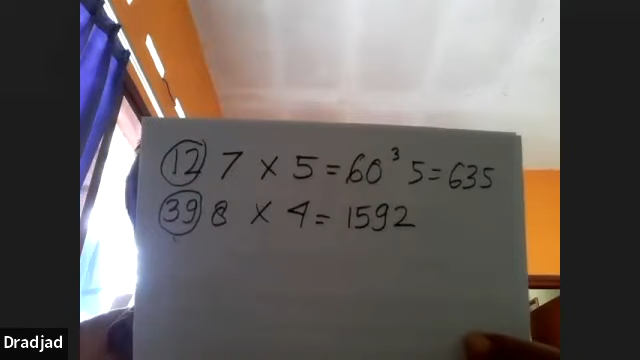 12 7 × 5 = 60 ³ 5 = 635
39 8 × 4 = 1592
Dradjad